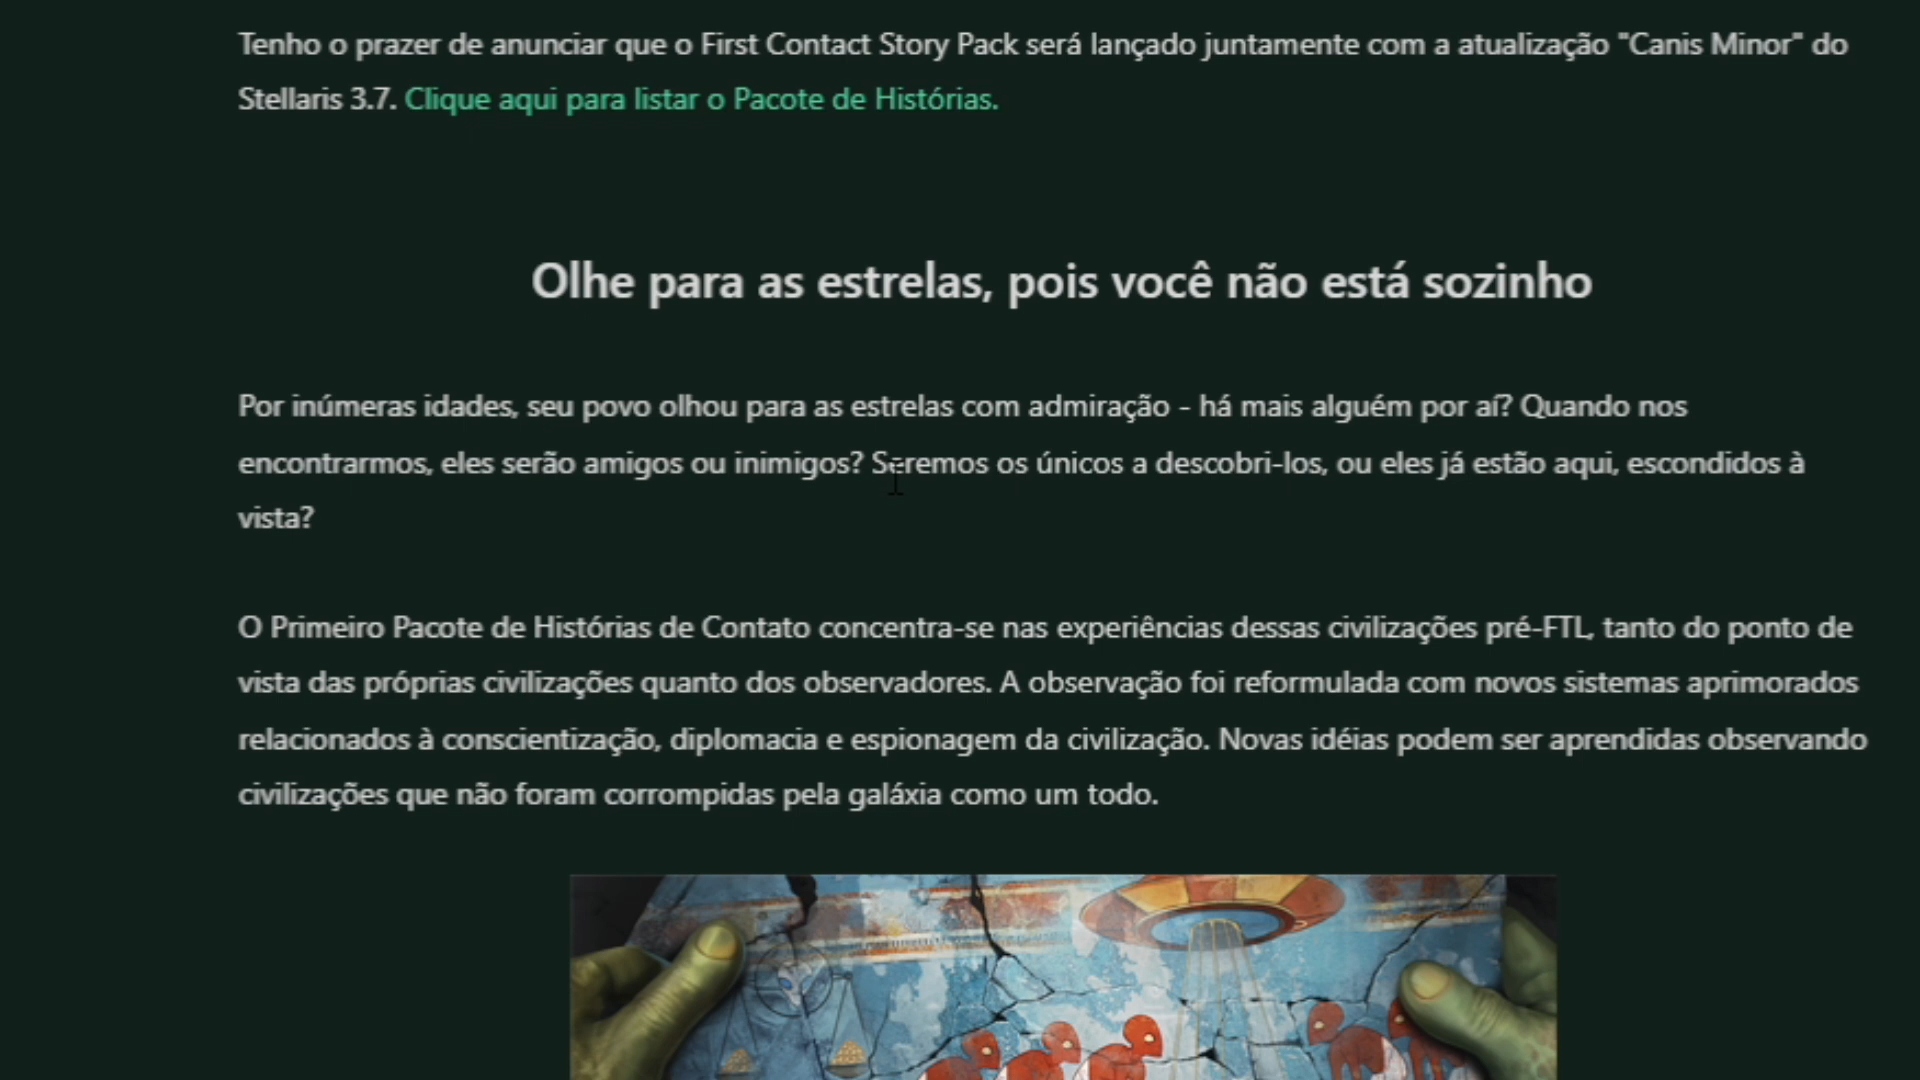 Tenho o prazer de anunciar que o First Contact Story Pack será lançado juntamente com a atualização "Canis Minor" do
Stellaris 3.7. Clique aqui para listar o Pacote de Histórias.
Olhe para as estrelas, pois você não está sozinho
Por inúmeras idades, seu povo olhou para as estrelas com admiração - há mais alguém por aí? Quando nos
encontrarmos, eles serão amigos ou inimigos? Seremos os únicos a descobri-los, ou eles já estão aqui, escondidos à
vista?
O Primeiro Pacote de Histórias de Contato concentra-se nas experiências dessas civilizações pré-FTL, tanto do ponto de
vista das próprias civilizações quanto dos observadores. A observação foi reformulada com novos sistemas aprimorados
relacionados à conscientização, diplomacia e espionagem da civilização. Novas idéias podem ser aprendidas observando
civilizações que não foram corrompidas pela galáxia como um todo.